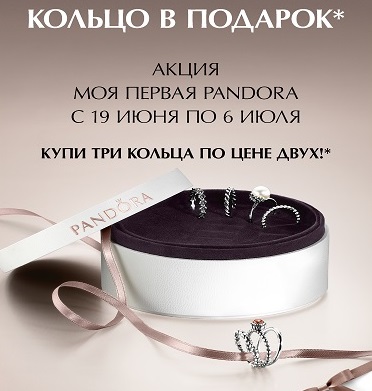 КОЛЬЦО В ПОДАРОК*
АКЦИЯ
МОЯ ПЕРВАЯ PANDORA
С 19 ИЮНЯ ПО 6 ИЮЛЯ
КУПИ ТРИ КОЛЬЦА ПО ЦЕНЕ ДВУХ!*
PANDORA